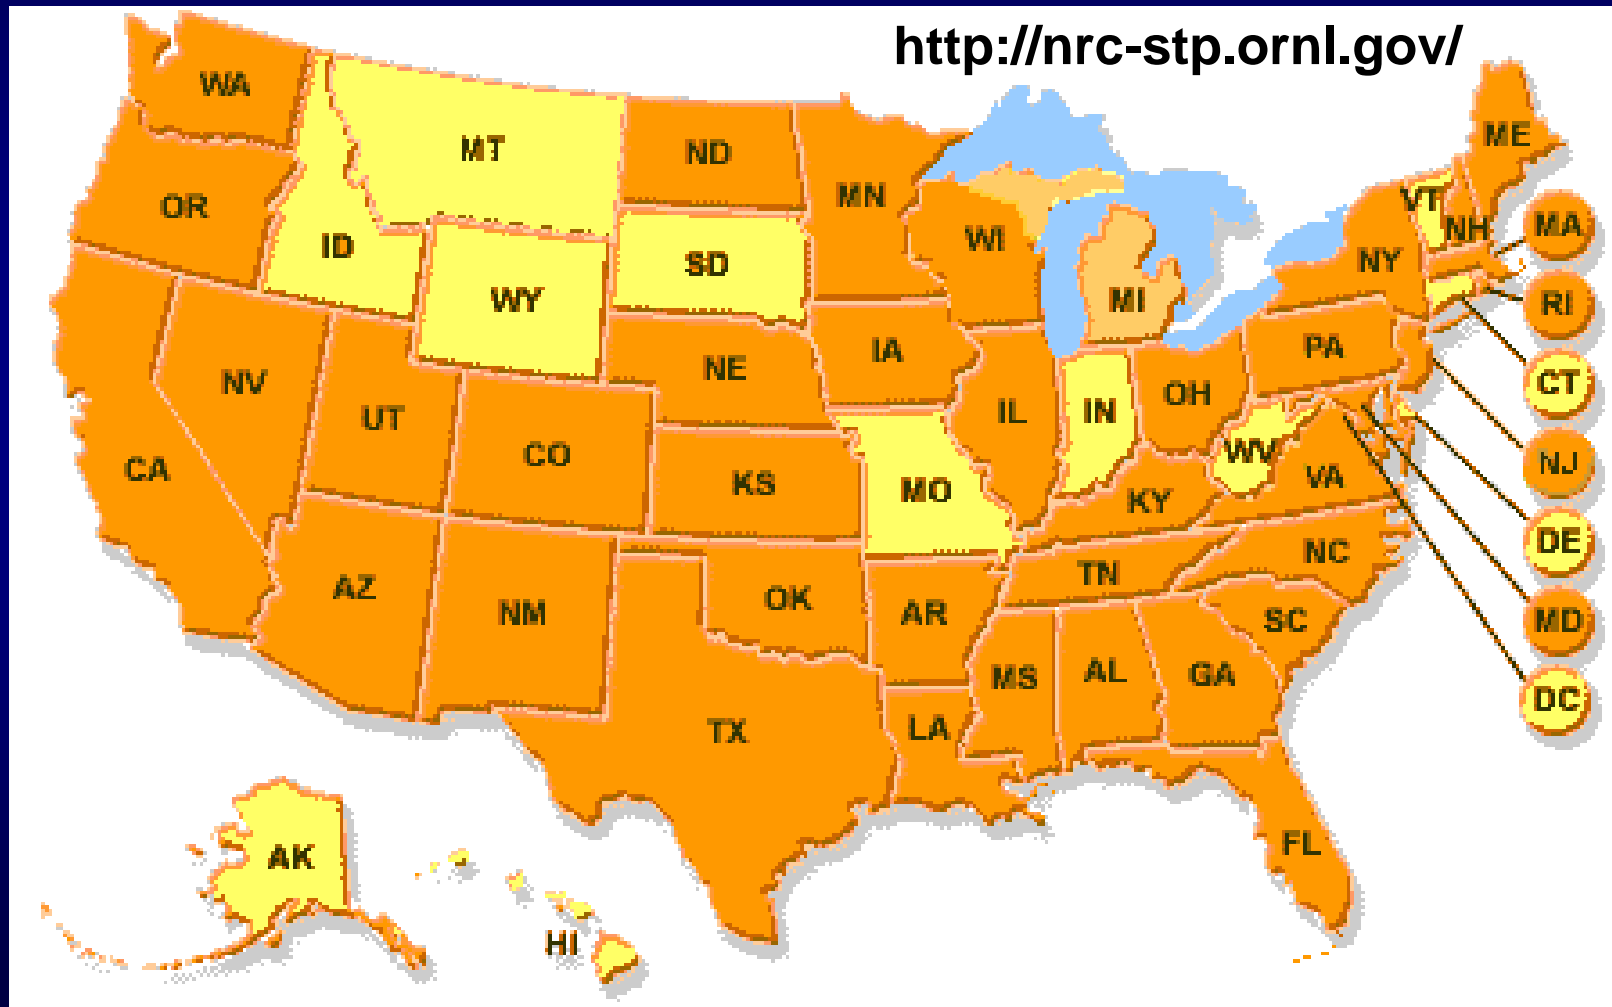 http://nrc-stp.ornl.gov/
WA
MT
ND
MN
ME
OR
ID
WY
SD
WI
MI
NY
VT
NH
MA
RI
CT
NJ
DE
MD
DC
CA
NV
UT
CO
NE
KS
IA
MO
IL
IN
OH
PA
WV
VA
KY
AZ
NM
OK
AR
TN
NC
SC
TX
LA
MS
AL
GA
FL
AK
HI